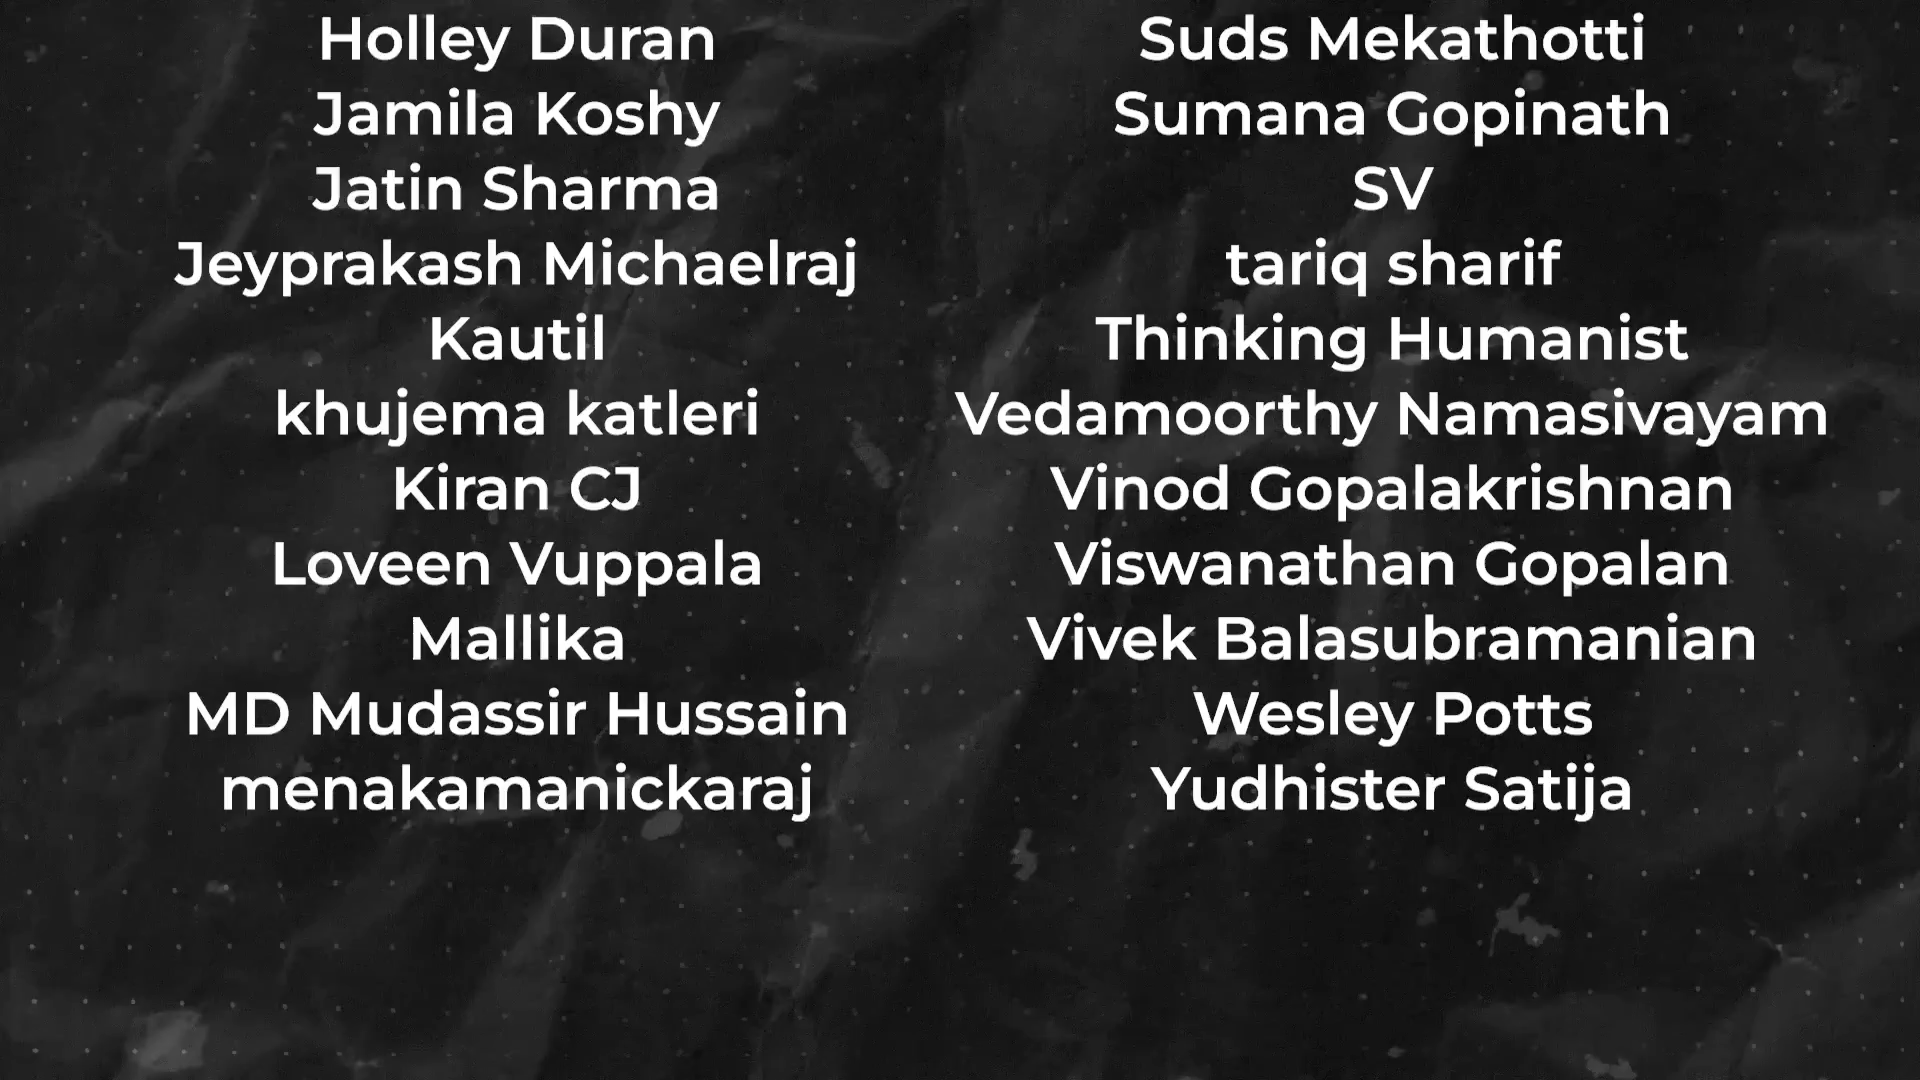 Holley Duran
Jamila Koshy
Jatin Sharma
Jeyprakash Michaelraj
Kautil
khujema katleri
Kiran CJ
Loveen Vuppala
Mallika
MD Mudassir Hussain
menakamanickaraj
Suds Mekathotti
Sumana Gopinath
SV
tariq sharif
Thinking Humanist
Vedamoorthy Namasivayam
Vinod Gopalakrishnan
Viswanathan Gopalan
Vivek Balasubramanian
Wesley Potts
Yudhister Satija